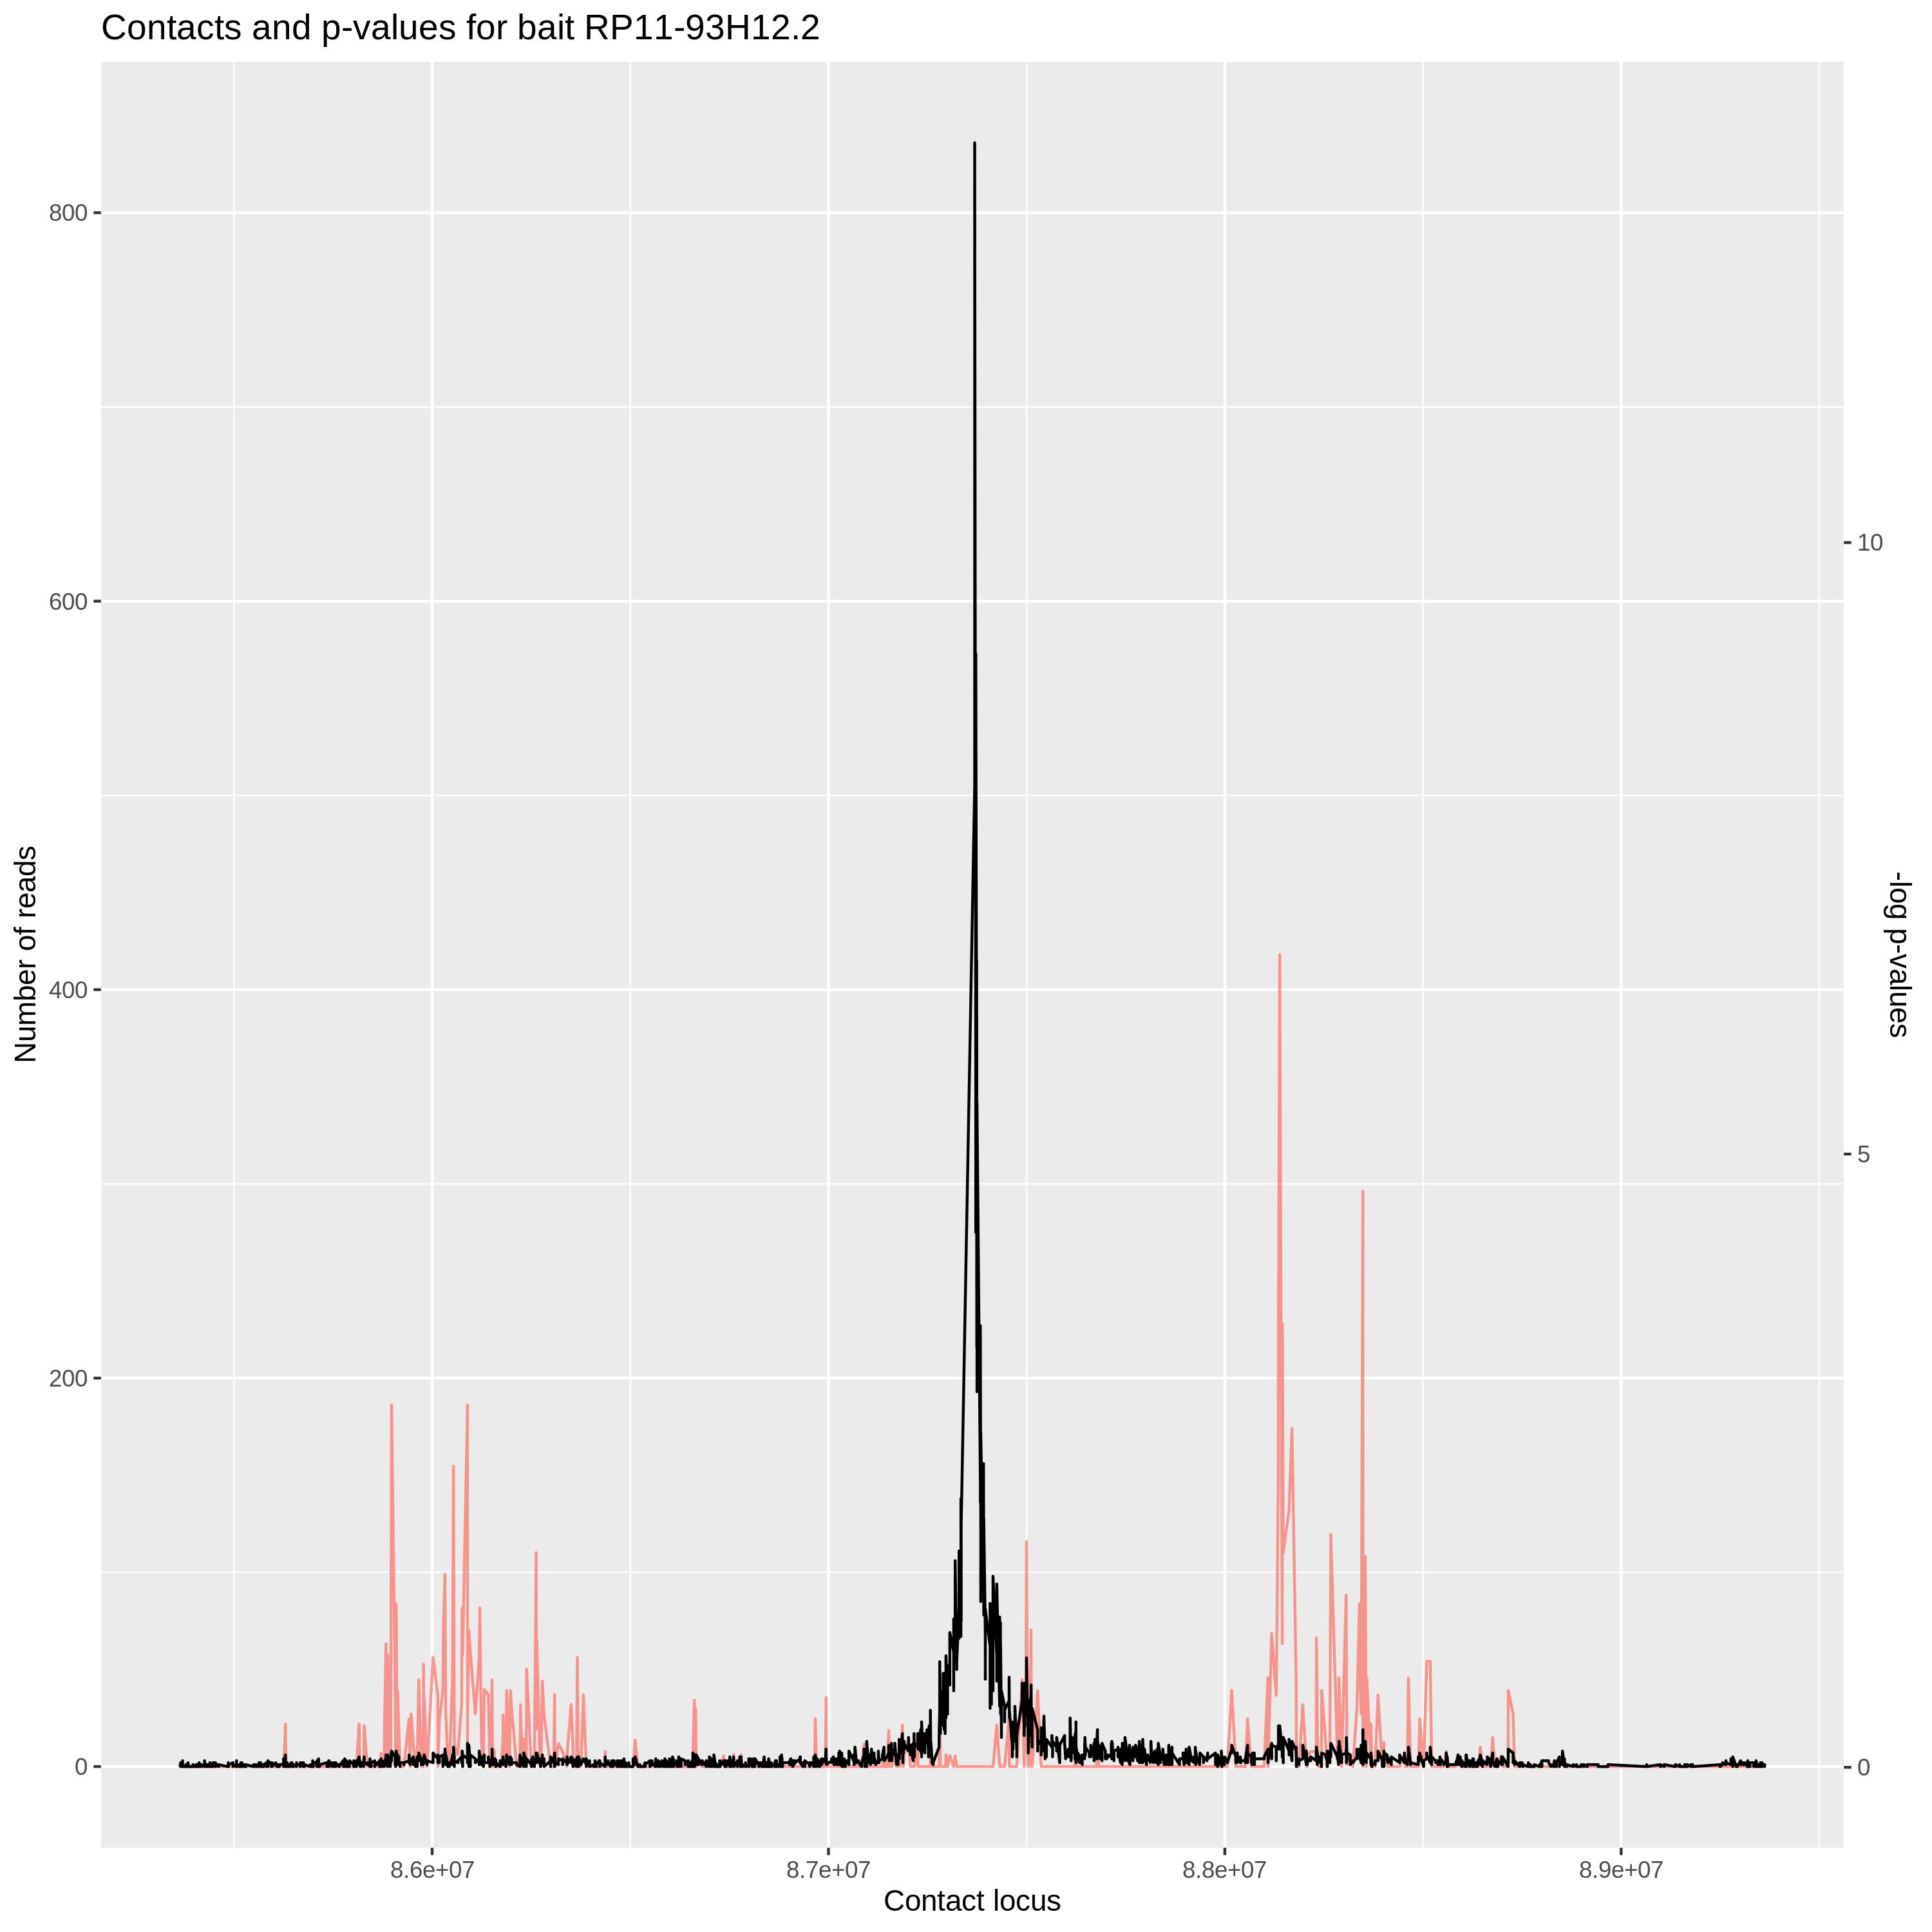 Contacts and p-values for bait RP11-93H12.2
800
600
400
200
0
Number of reads
10
5
0
-log p-values
8.6e+07
8.7e+07
8.8e+07
8.9e+07
Contact locus